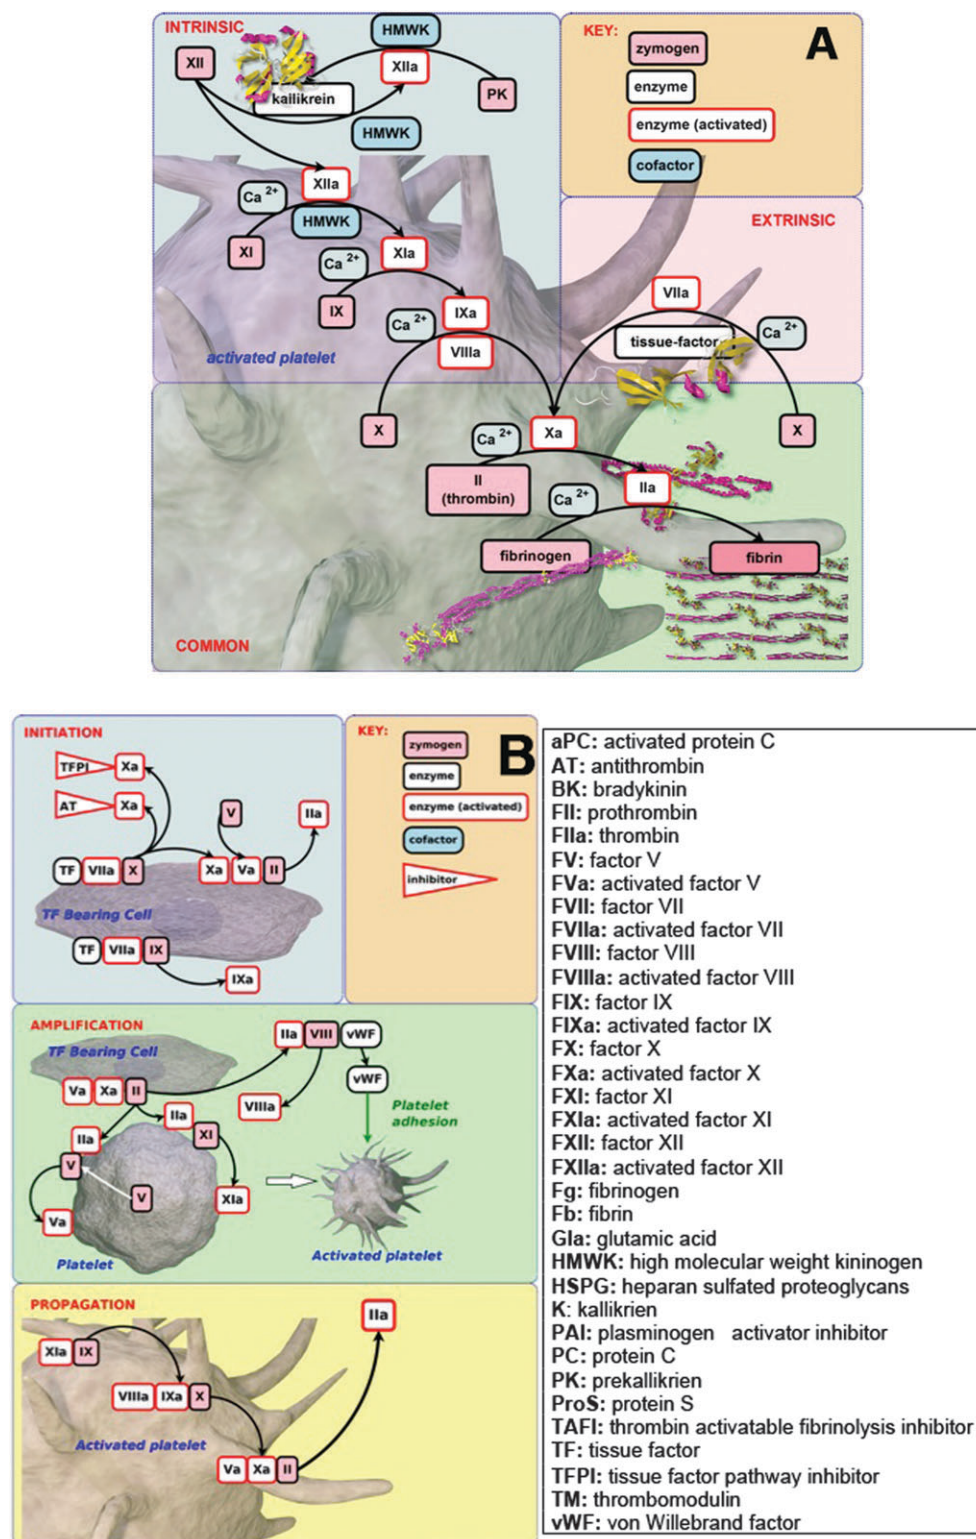 INTRINSIC
HMWK
XII
XIIa
kallikrein
PK
HMWK
XIIa
Ca 2+
HMWK
XI
XIa
Ca 2+
IX
IXa
Ca 2+
VIIIa
activated platelet
X
KEY:
A
zymogen
enzyme
enzyme (activated)
cofactor
EXTRINSIC
VIIa
tissue-factor
Ca 2+
X
Xa
Ca 2+
II
(thrombin)
IIa
Ca 2+
fibrinogen
fibrin
COMMON
INITIATION
TFPI
Xa
AT
Xa
V
IIa
TF VIIa X
Xa Va II
TF Bearing Cell
TF VIIa IX
IXa
KEY:
B
zymogen
enzyme
enzyme (activated)
cofactor
inhibitor
AMPLIFICATION
TF Bearing Cell
IIa VIII vWF
Va Xa II
vWF
VIIIa
Platelet
adhesion
IIa
IIa
XI
V
V
XIa
Va
Platelet
Activated platelet
PROPAGATION
IIa
XIa IX
VIIIa IXa X
Activated platelet
Va Xa II
aPC: activated protein C
AT: antithrombin
BK: bradykinin
FII: prothrombin
FIIa: thrombin
FV: factor V
FVa: activated factor V
FVII: factor VII
FVIIa: activated factor VII
FVIII: factor VIII
FVIIIa: activated factor VIII
FIX: factor IX
FIXa: activated factor IX
FX: factor X
FXa: activated factor X
FXI: factor XI
FXIa: activated factor XI
FXII: factor XII
FXIIa: activated factor XII
Fg: fibrinogen
Fb: fibrin
Gla: glutamic acid
HMWK: high molecular weight kininogen
HSPG: heparan sulfated proteoglycans
K: kallikrien
PAI: plasminogen activator inhibitor
PC: protein C
PK: prekallikrien
ProS: protein S
TAFI: thrombin activatable fibrinolysis inhibitor
TF: tissue factor
TFPI: tissue factor pathway inhibitor
TM: thrombomodulin
vWF: von Willebrand factor